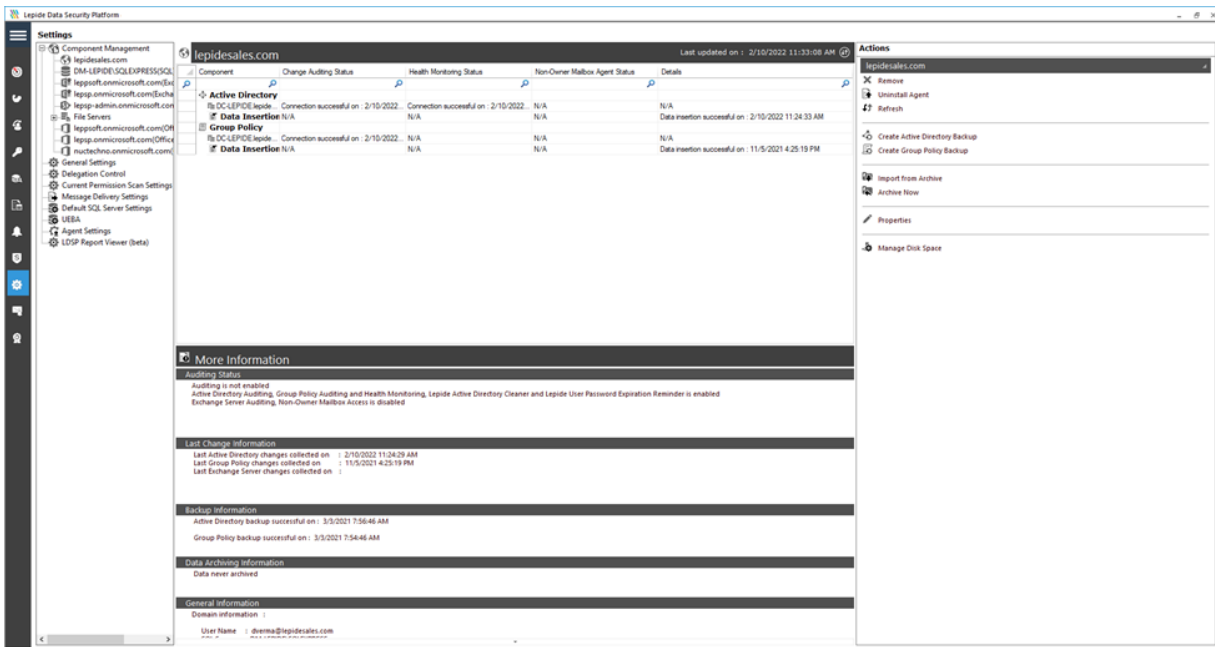 Lepide Data Security Platform
Settings
Component Management
lepidesales.com
DM-LEPIDE\SQLEXPRESS(SQL
leppsoft.onmicrosoft.com(Exc
lepsp.onmicrosoft.com(Excha
lepsp-admin.onmicrosoft.con
File Servers
leppsoft.onmicrosoft.com(Off
lepsp.onmicrosoft.com(Office
nuctechno.onmicrosoft.com(
General Settings
Delegation Control
Current Permission Scan Settings
Message Delivery Settings
Default SQL Server Settings
UEBA
Agent Settings
LDSP Report Viewer (beta)
lepidesales.com Last updated on : 2/10/2022 11:33:08 AM
Component Change Auditing Status Health Monitoring Status Non-Owner Mailbox Agent Status Details
Active Directory
DC-LEPIDE.lepide... Connection successful on : 2/10/2022... Connection successful on : 2/10/2022... N/A N/A
Data Insertion N/A N/A N/A Data insertion successful on : 2/10/2022 11:24:33 AM
Group Policy
DC-LEPIDE.lepide... Connection successful on : 2/10/2022... N/A N/A N/A
Data Insertion N/A N/A N/A Data insertion successful on : 11/5/2021 4:25:19 PM
More Information
Auditing Status
Auditing is not enabled
Active Directory Auditing, Group Policy Auditing and Health Monitoring, Lepide Active Directory Cleaner and Lepide User Password Expiration Reminder is enabled
Exchange Server Auditing, Non-Owner Mailbox Access is disabled
Last Change Information
Last Active Directory changes collected on : 2/10/2022 11:24:29 AM
Last Group Policy changes collected on : 11/5/2021 4:25:19 PM
Last Exchange Server changes collected on :
Backup Information
Active Directory backup successful on : 3/3/2021 7:56:46 AM
Group Policy backup successful on : 3/3/2021 7:54:46 AM
Data Archiving Information
Data never archived
General Information
Domain information :
User Name : dverma@lepidesales.com
Actions
lepidesales.com
Remove
Uninstall Agent
Refresh
Create Active Directory Backup
Create Group Policy Backup
Import from Archive
Archive Now
Properties
Manage Disk Space